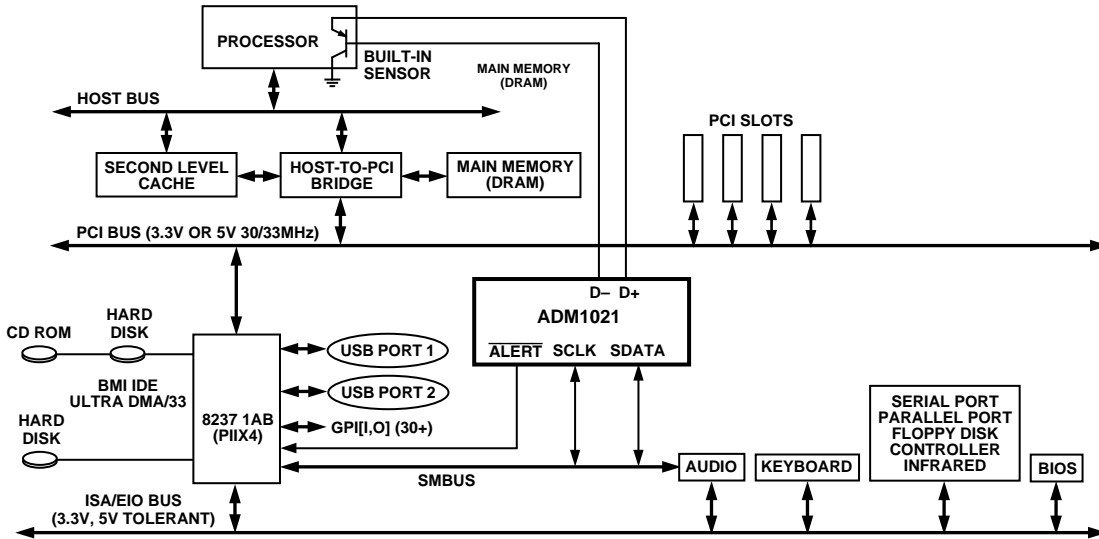 PROCESSOR
BUILT-IN
SENSOR
MAIN MEMORY
(DRAM)
HOST BUS
PCI SLOTS
SECOND LEVEL
CACHE
HOST-TO-PCI
BRIDGE
MAIN MEMORY
(DRAM)
PCI BUS (3.3V OR 5V 30/33MHz)
D– D+
ADM1021
ALERT SCLK SDATA
CD ROM
HARD
DISK
USB PORT 1
BMI IDE
ULTRA DMA/33
USB PORT 2
HARD
DISK
8237 1AB
(PIIX4)
GPI[I,O] (30+)
SERIAL PORT
PARALLEL PORT
FLOPPY DISK
CONTROLLER
INFRARED
SMBUS
AUDIO
KEYBOARD
BIOS
ISA/EIO BUS
(3.3V, 5V TOLERANT)